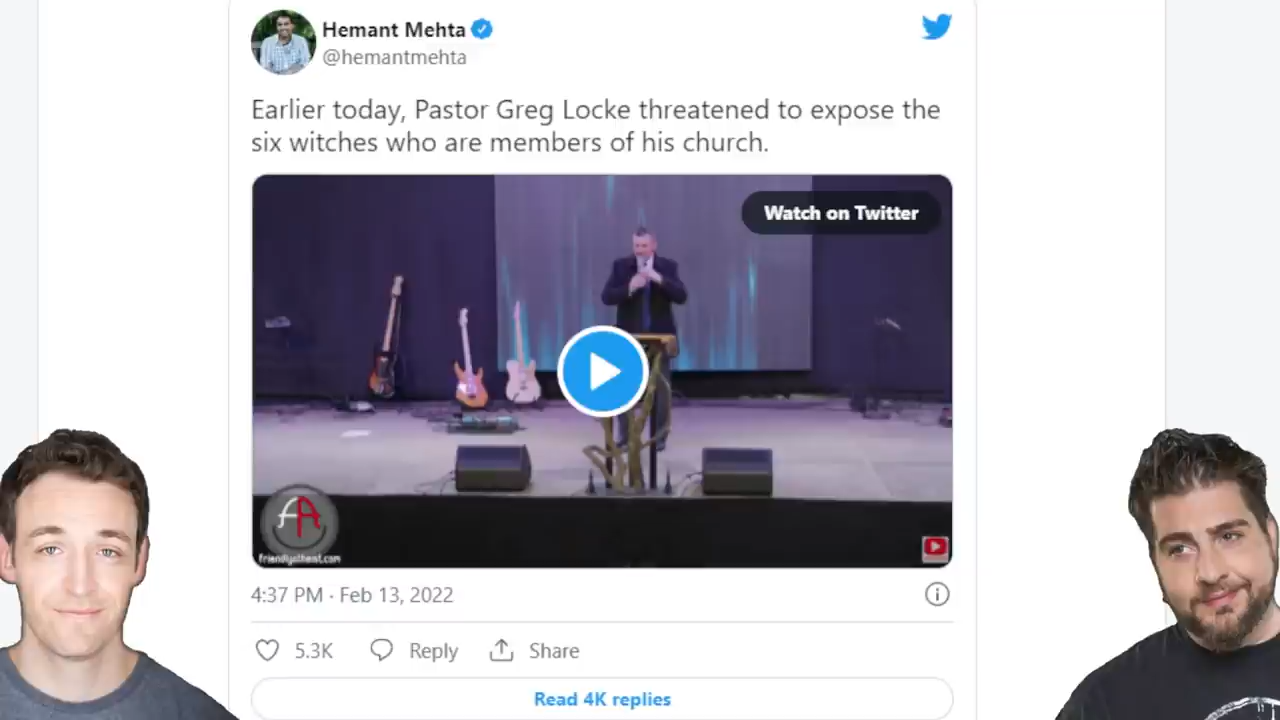 Hemant Mehta
@hemantmehta
Earlier today, Pastor Greg Locke threatened to expose the
six witches who are members of his church.
Watch on Twitter
friendlyatheist.com
4:37 PM · Feb 13, 2022
5.3K
Reply
Share
Read 4K replies